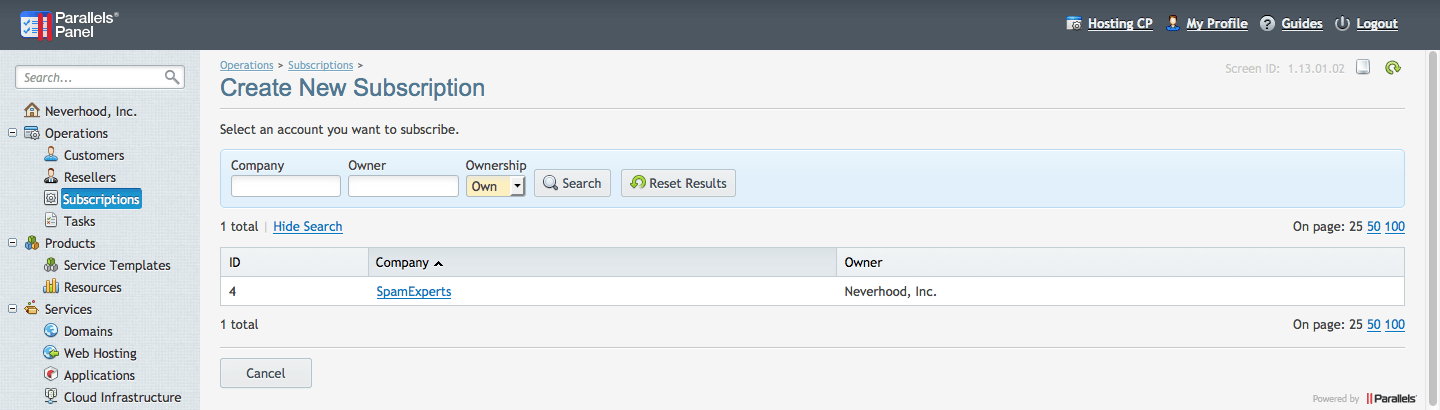 Parallels®
Panel
Hosting CP My Profile Guides Logout
Search...
Neverhood, Inc.
Operations
Customers
Resellers
Subscriptions
Tasks
Products
Service Templates
Resources
Services
Domains
Web Hosting
Applications
Cloud Infrastructure
Operations > Subscriptions >
Screen ID: 1.13.01.02
Create New Subscription
Select an account you want to subscribe.
Company Owner Ownership
Own Search Reset Results
1 total | Hide Search On page: 25 50 100
ID Company Owner
4 SpamExperts Neverhood, Inc.
1 total On page: 25 50 100
Cancel
Powered by Parallels®